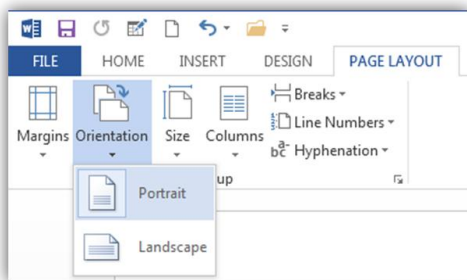 FILE HOME INSERT DESIGN PAGE LAYOUT
Margins Orientation Size Columns
Breaks
Line Numbers
Hyphenation
up
Portrait
Landscape